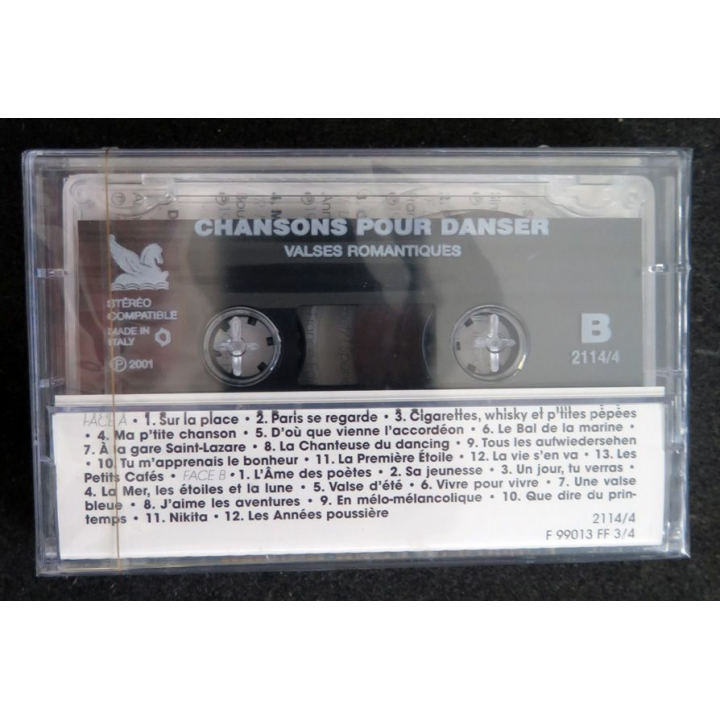 CHANSONS POUR DANSER
VALSES ROMANTIQUES
STÉRÉO
COMPATIBLE
MADE IN
ITALY
℗ 2001
B
2114/4
FACE A • 1. Sur la place • 2. Paris se regarde • 3. Cigarettes, whisky et p'tites pépées
• 4. Ma p'tite chanson • 5. D'où que vienne l'accordéon • 6. Le Bal de la marine •
7. À la gare Saint-Lazare • 8. La Chanteuse du dancing • 9. Tous les aufwiedersehen
• 10. Tu m'apprenais le bonheur • 11. La Première Étoile • 12. La vie s'en va • 13. Les
Petits Cafés • FACE B • 1. L'Âme des poètes • 2. Sa jeunesse • 3. Un jour, tu verras •
4. La Mer, les étoiles et la lune • 5. Valse d'été • 6. Vivre pour vivre • 7. Une valse
bleue • 8. J'aime les aventures • 9. En mélo-mélancolique • 10. Que dire du prin-
temps • 11. Nikita • 12. Les Années poussière
2114/4
F 99013 FF 3/4